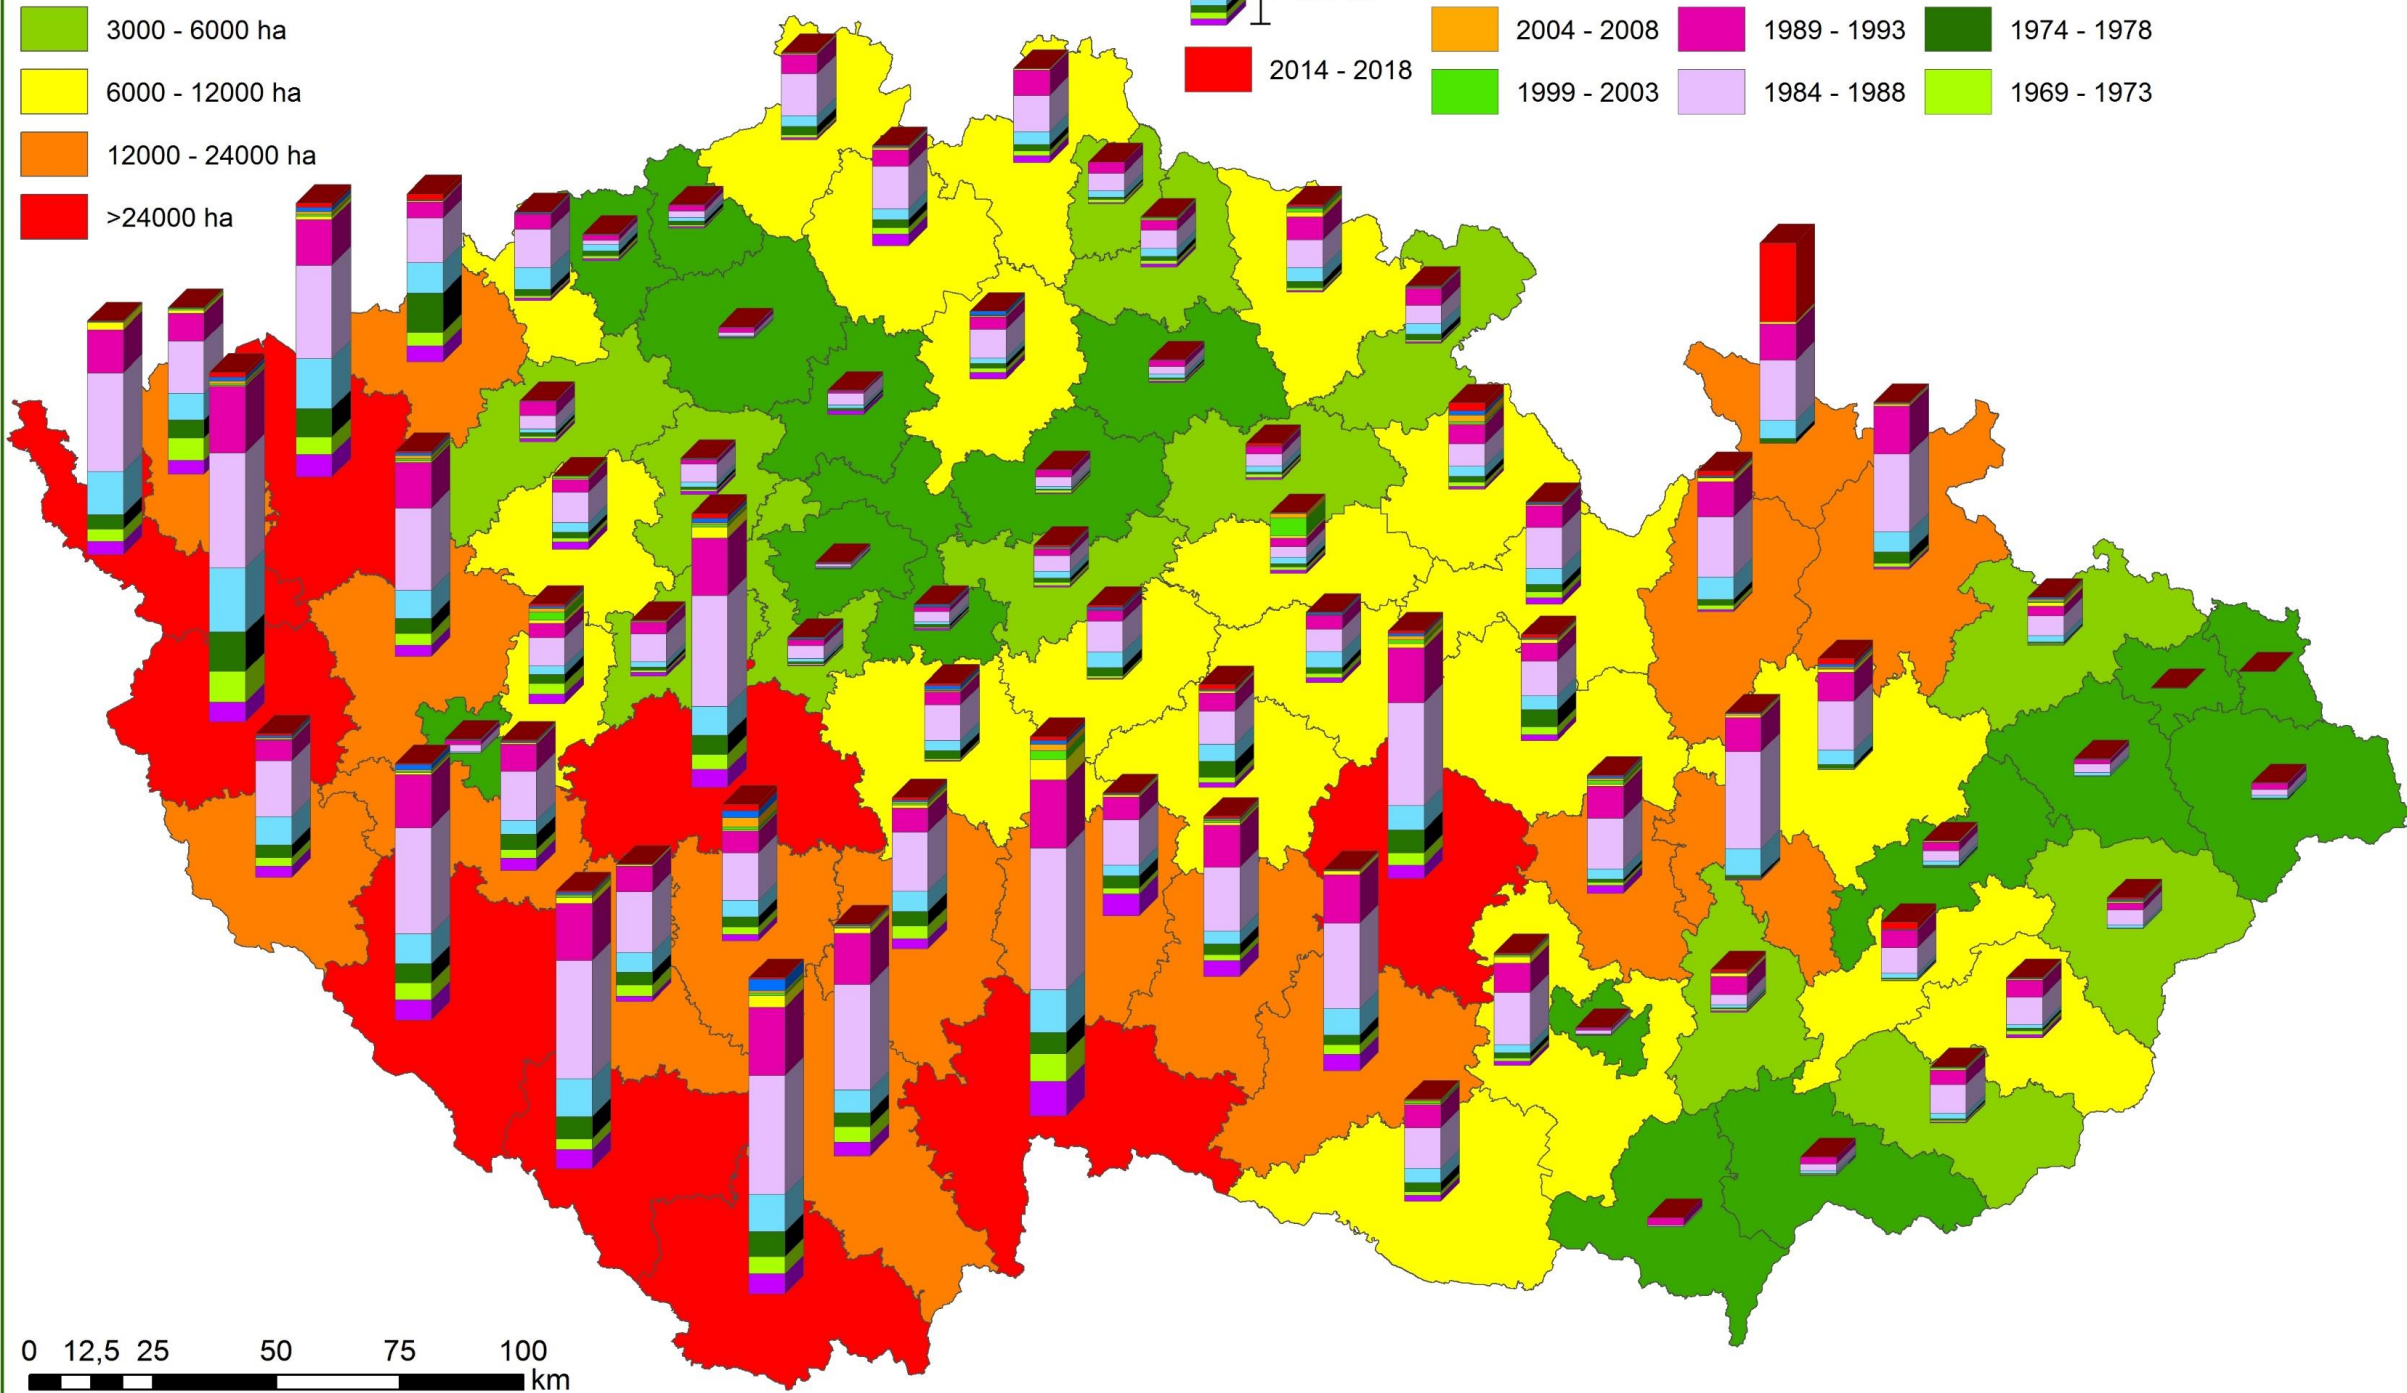 3000 - 6000 ha
6000 - 12000 ha
12000 - 24000 ha
>24000 ha
2014 - 2018
2004 - 2008
1999 - 2003
1989 - 1993
1984 - 1988
1974 - 1978
1969 - 1973
0 12,5 25 50 75 100
km